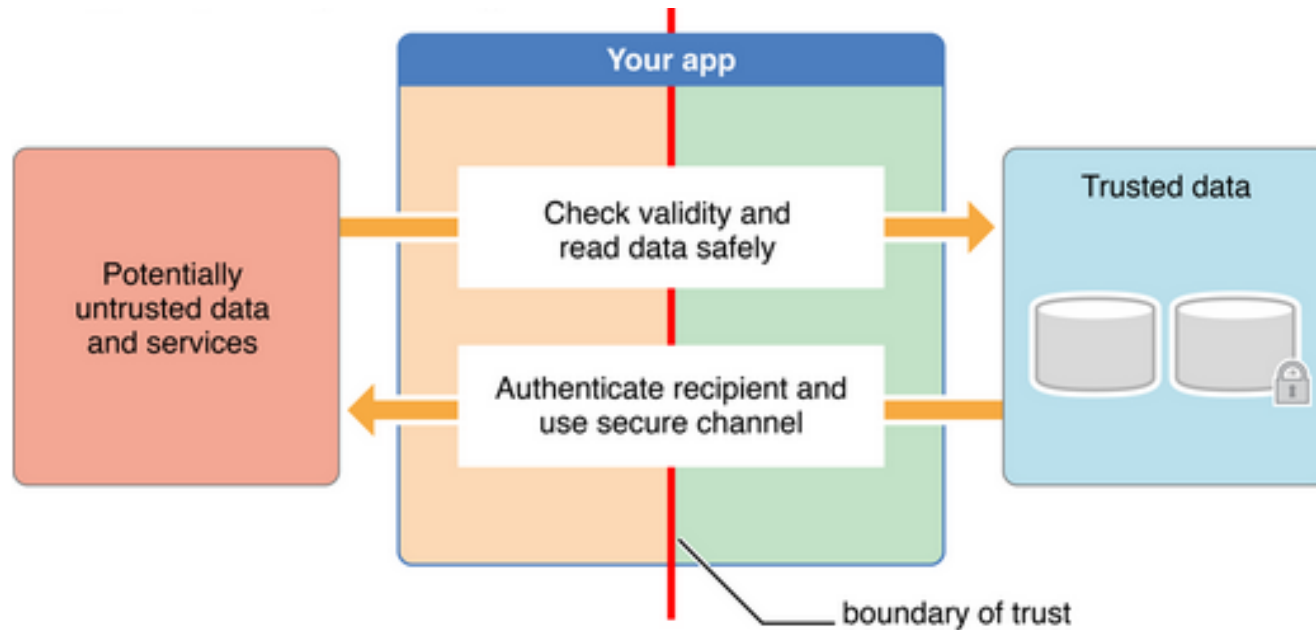 Your app
Check validity and
read data safely
Trusted data
Potentially
untrusted data
and services
Authenticate recipient and
use secure channel
boundary of trust